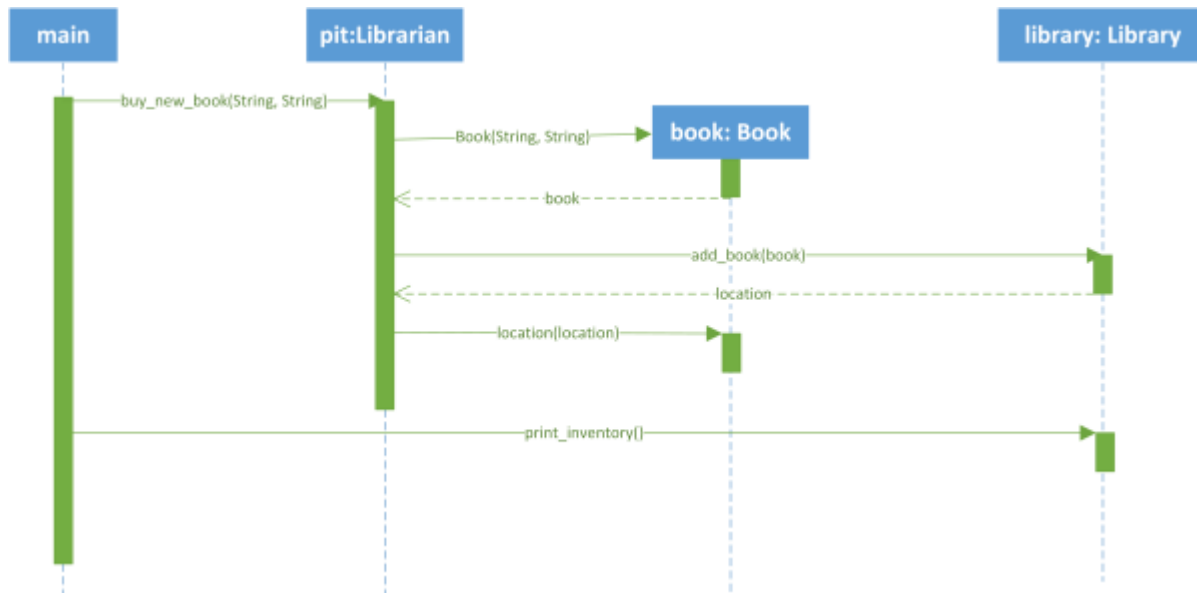 main
pit:Librarian
library: Library
buy_new_book(String, String)
Book(String, String)
book: Book
book
add_book(book)
location
location(location)
print_inventory()